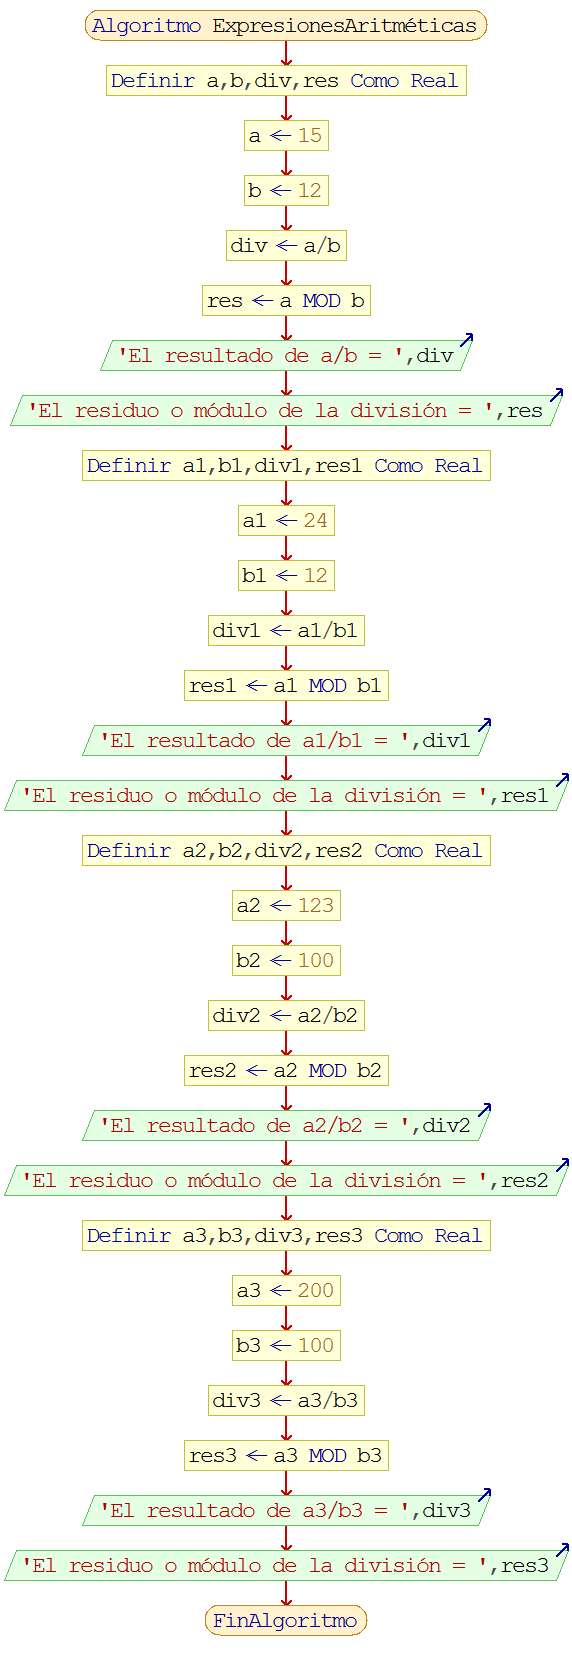 Algoritmo ExpresionesAritméticas
Definir a,b,div,res Como Real
a ← 15
b ← 12
div ← a/b
res ← a MOD b
'El resultado de a/b = ',div
'El residuo o módulo de la división = ',res
Definir a1,b1,div1,res1 Como Real
a1 ← 24
b1 ← 12
div1 ← a1/b1
res1 ← a1 MOD b1
'El resultado de a1/b1 = ',div1
'El residuo o módulo de la división = ',res1
Definir a2,b2,div2,res2 Como Real
a2 ← 123
b2 ← 100
div2 ← a2/b2
res2 ← a2 MOD b2
'El resultado de a2/b2 = ',div2
'El residuo o módulo de la división = ',res2
Definir a3,b3,div3,res3 Como Real
a3 ← 200
b3 ← 100
div3 ← a3/b3
res3 ← a3 MOD b3
'El resultado de a3/b3 = ',div3
'El residuo o módulo de la división = ',res3
FinAlgoritmo